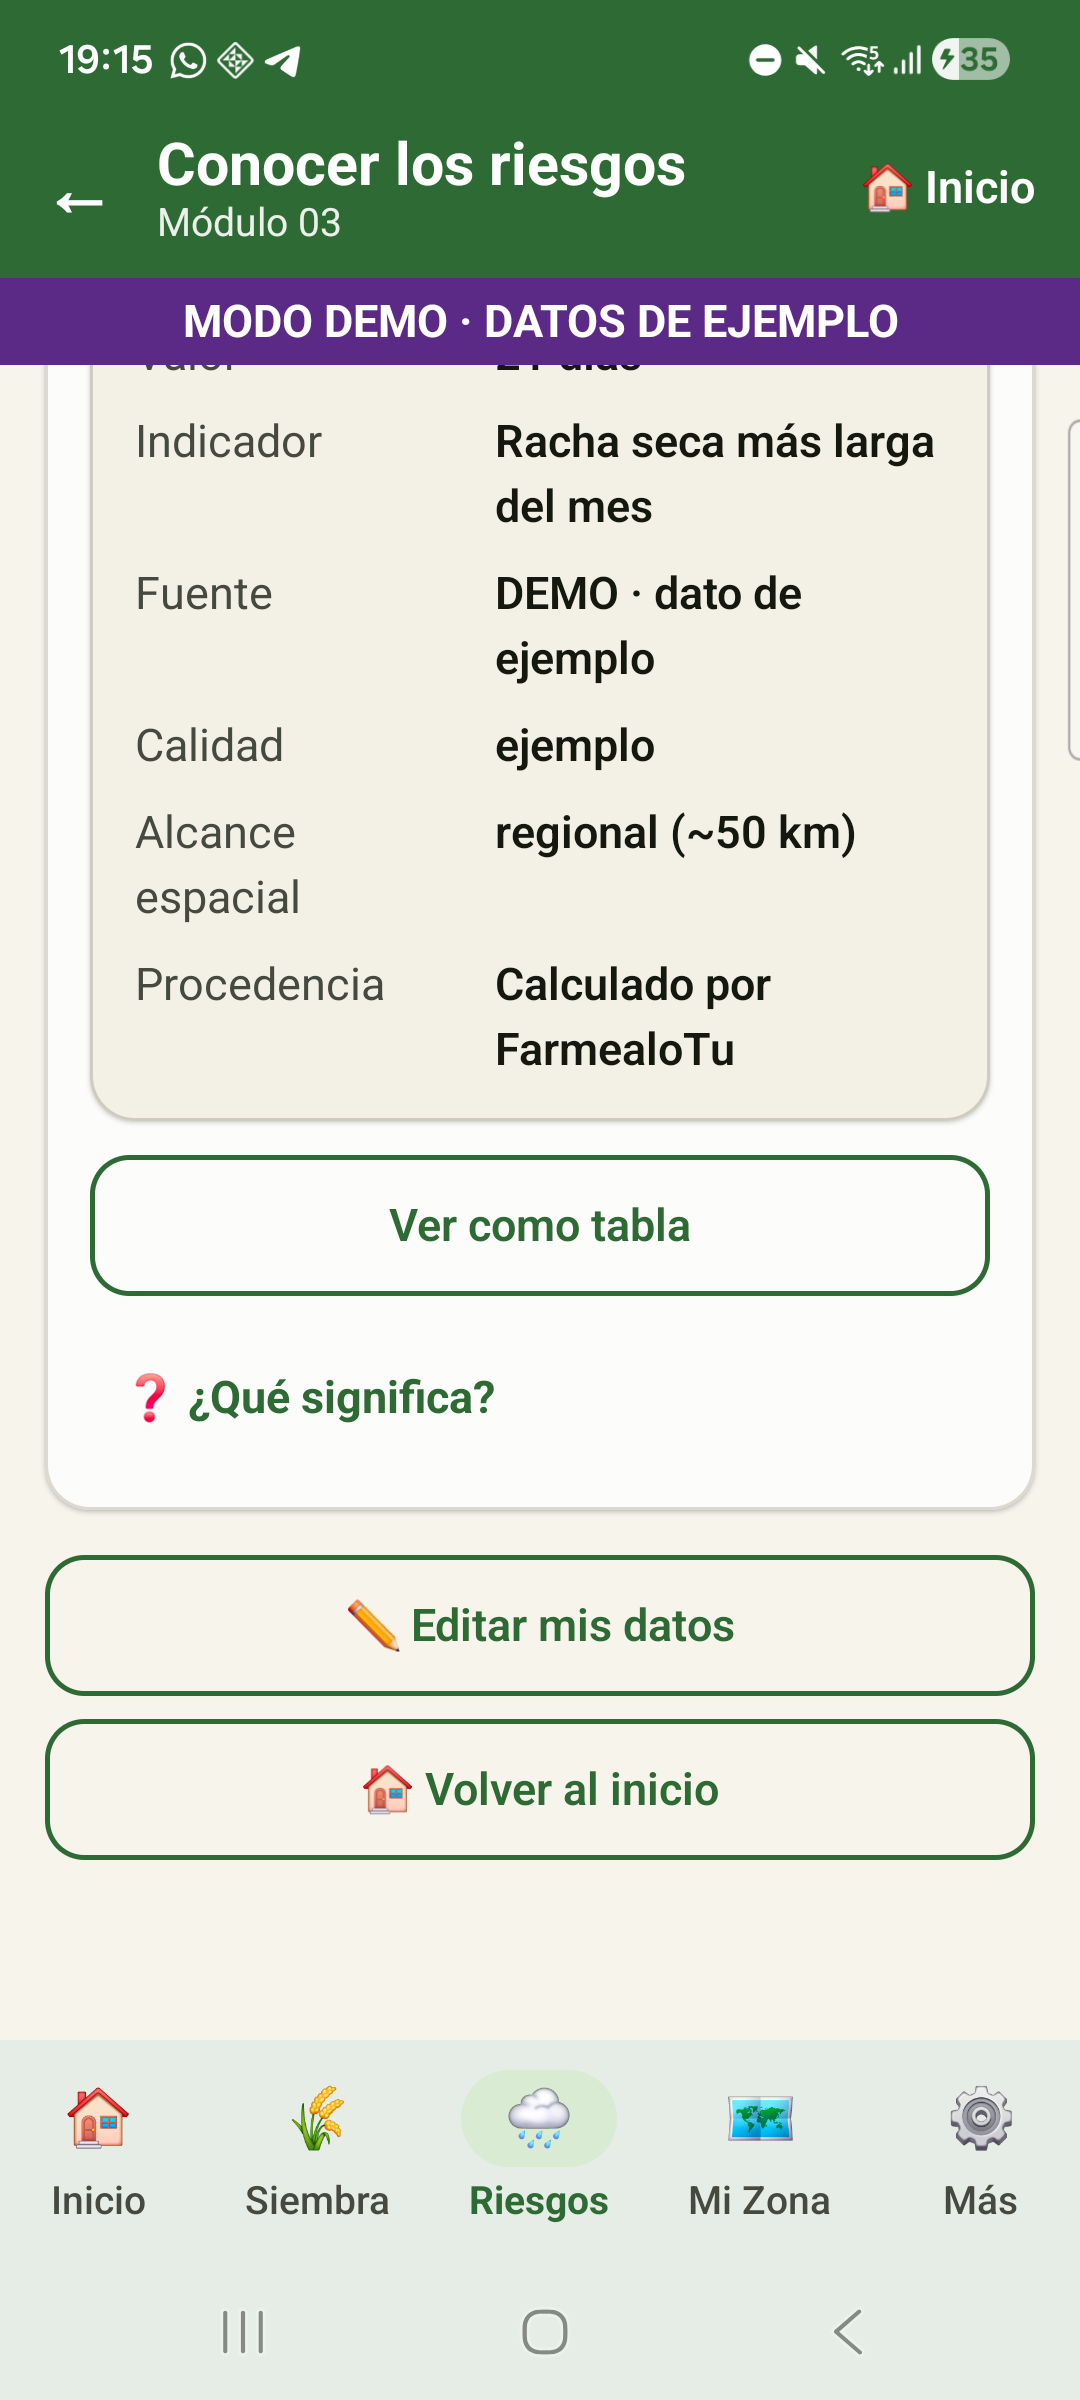 19:15
5
35
Conocer los riesgos
Módulo 03
Inicio
MODO DEMO · DATOS DE EJEMPLO
Indicador
Racha seca más larga
del mes
Fuente
DEMO · dato de
ejemplo
Calidad
ejemplo
Alcance
espacial
regional (~50 km)
Procedencia
Calculado por
FarmealoTu
Ver como tabla
❓ ¿Qué significa?
Editar mis datos
Volver al inicio
Inicio
Siembra
Riesgos
Mi Zona
Más